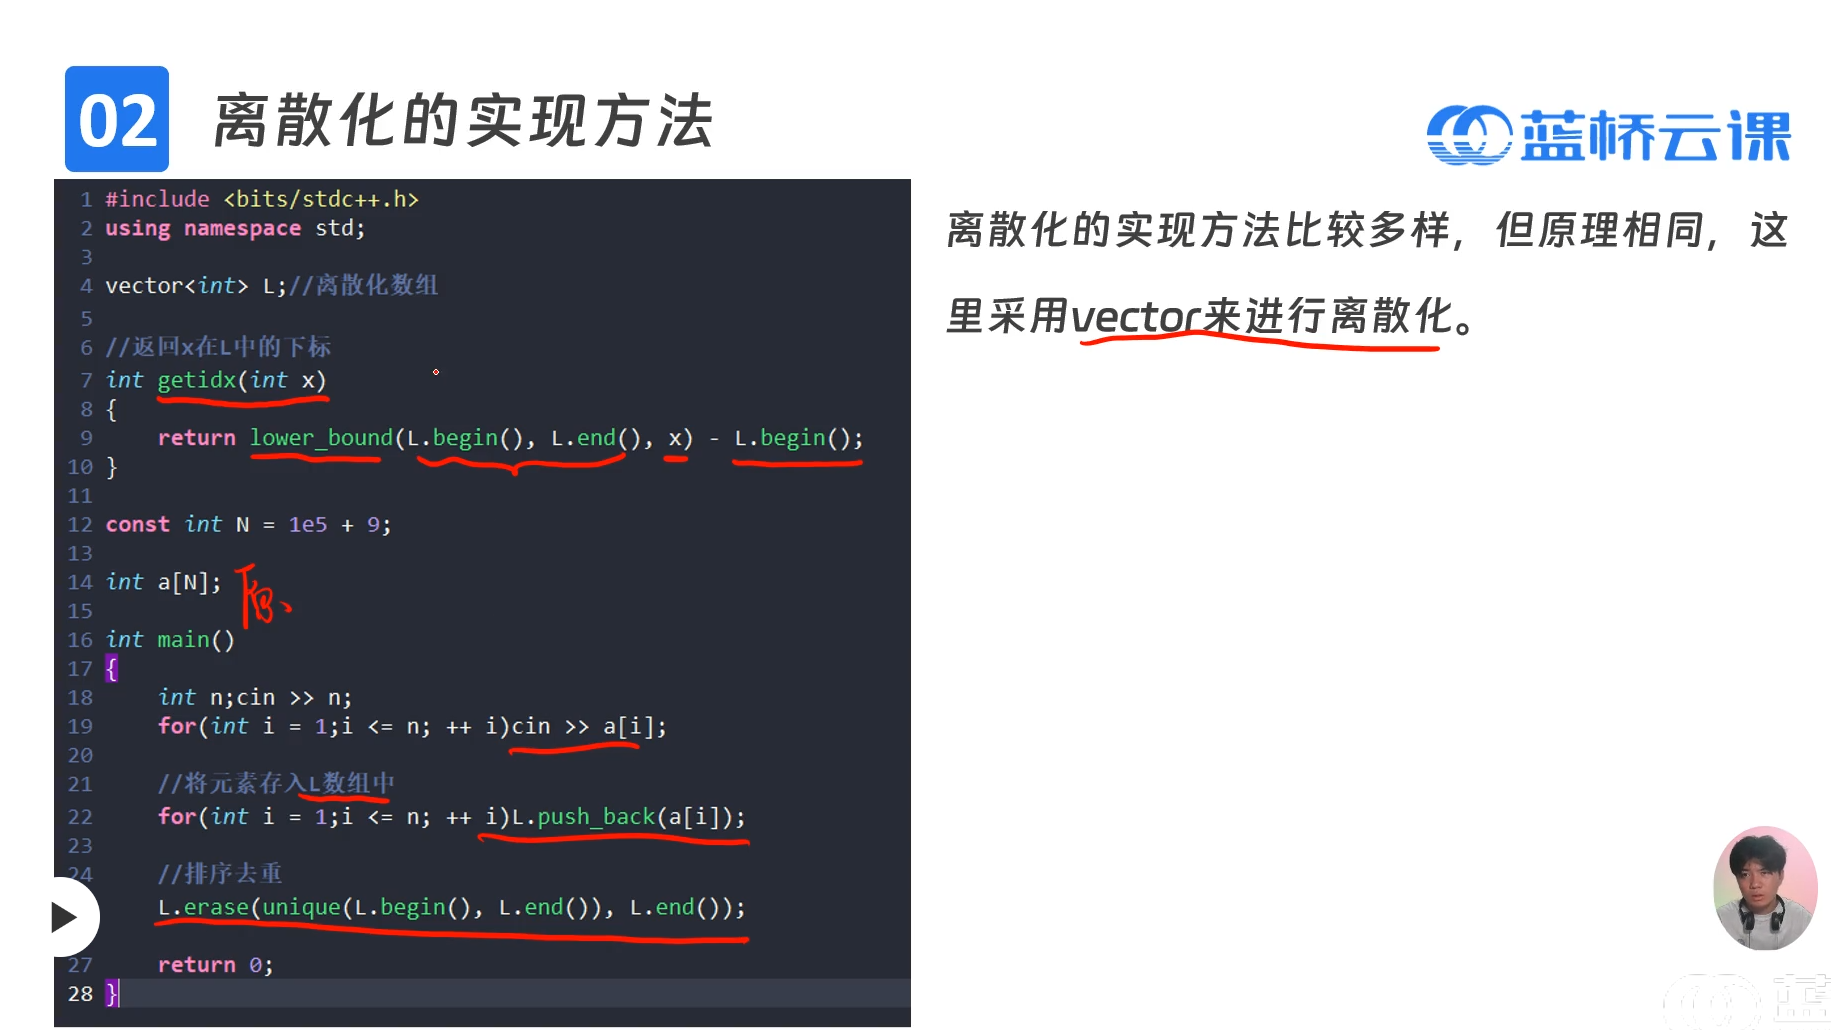 02 离散化的实现方法
蓝桥云课
1 #include <bits/stdc++.h>
2 using namespace std;
3
4 vector<int> L;//离散化数组
5
6 //返回x在L中的下标
7 int getidx(int x)
8 {
9     return lower_bound(L.begin(), L.end(), x) - L.begin();
10 }
11
12 const int N = 1e5 + 9;
13
14 int a[N];
15
16 int main()
17 {
18     int n;cin >> n;
19     for(int i = 1;i <= n; ++ i)cin >> a[i];
20
21     //将元素存入L数组中
22     for(int i = 1;i <= n; ++ i)L.push_back(a[i]);
23
24     //排序去重
L.erase(unique(L.begin(), L.end()), L.end());
27     return 0;
28 }
离散化的实现方法比较多样，但原理相同，这
里采用vector来进行离散化。
蓝